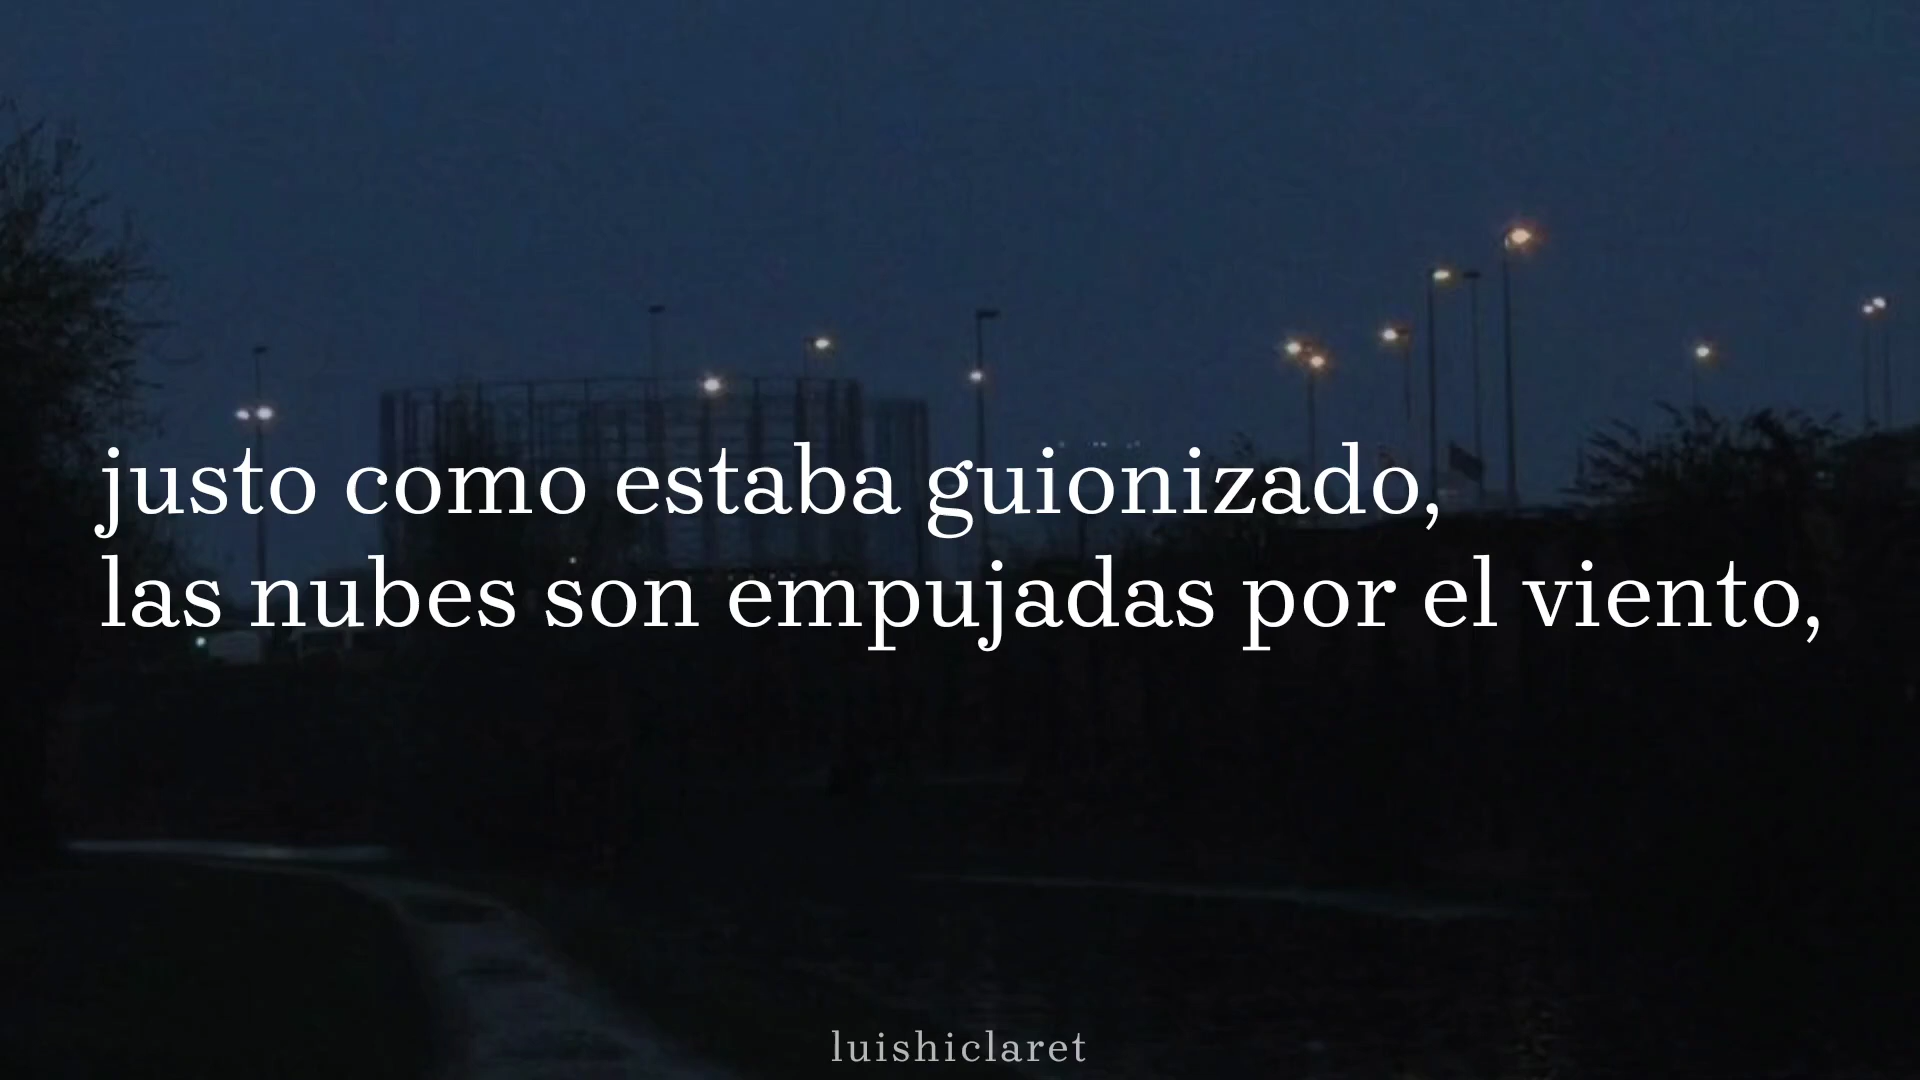 justo como estaba guionizado,
las nubes son empujadas por el viento,
luishiclaret